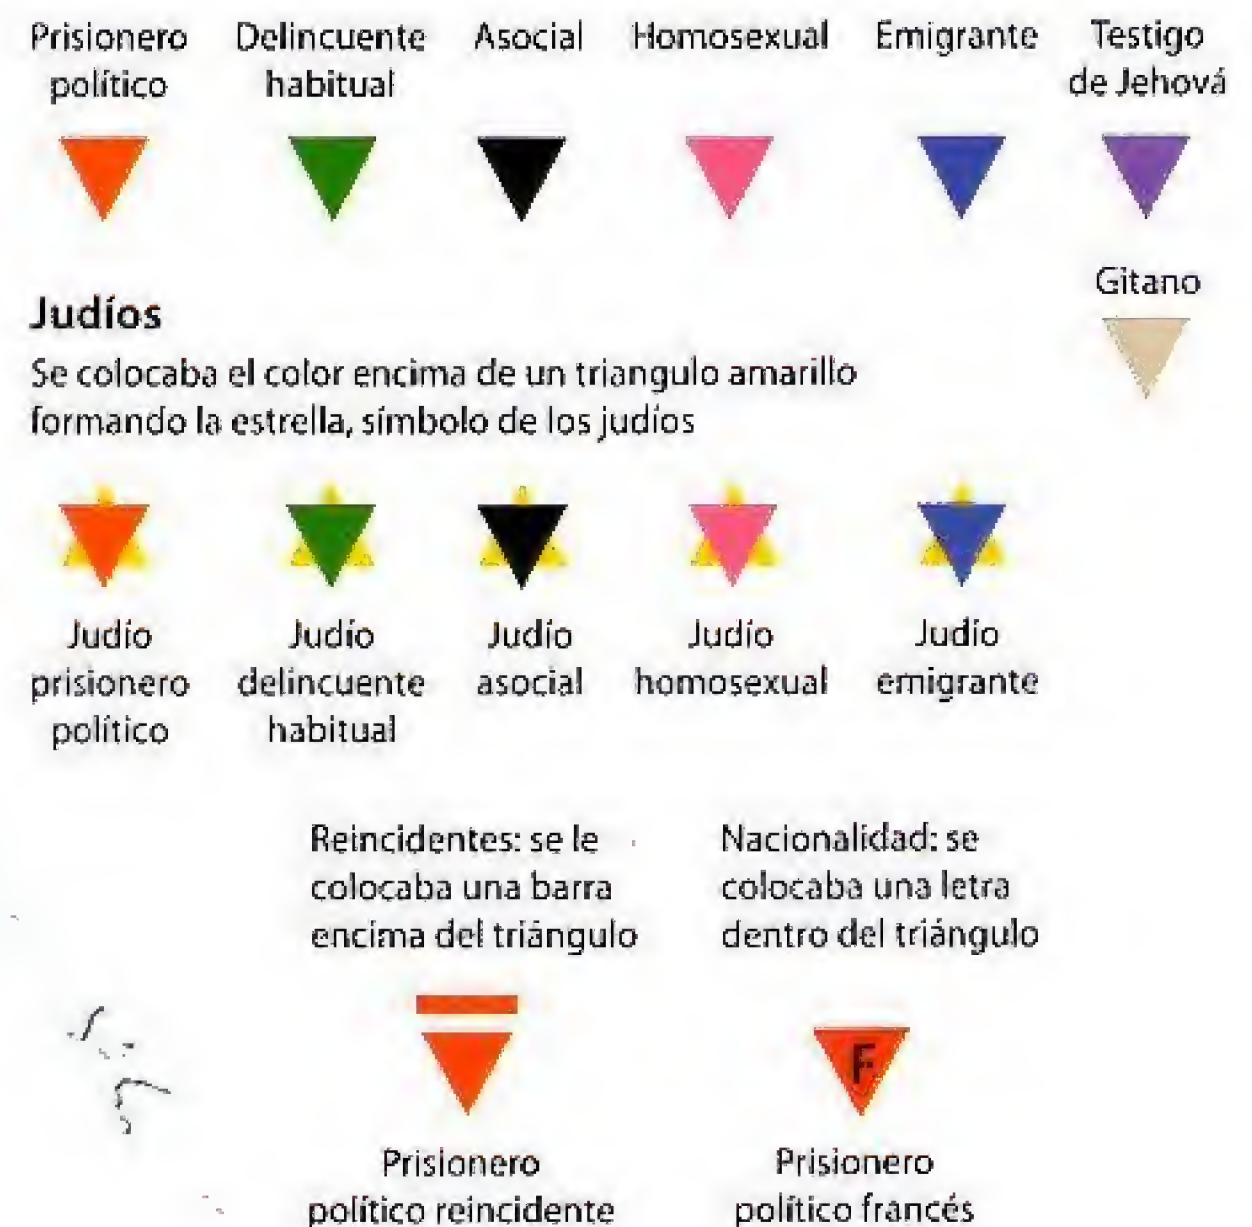 Prisionero político
Delincuente habitual
Asocial
Homosexual
Emigrante
Testigo de Jehová
Gitano
Judíos
Se colocaba el color encima de un triangulo amarillo
formando la estrella, símbolo de los judíos
Judío
prisionero
político
Judío
delincuente
habitual
Judío
asocial
Judío
homosexual
Judío
emigrante
Reincidentes: se le
colocaba una barra
encima del triángulo
Nacionalidad: se
colocaba una letra
dentro del triángulo
F
Prisionero
político reincidente
Prisionero
político francés